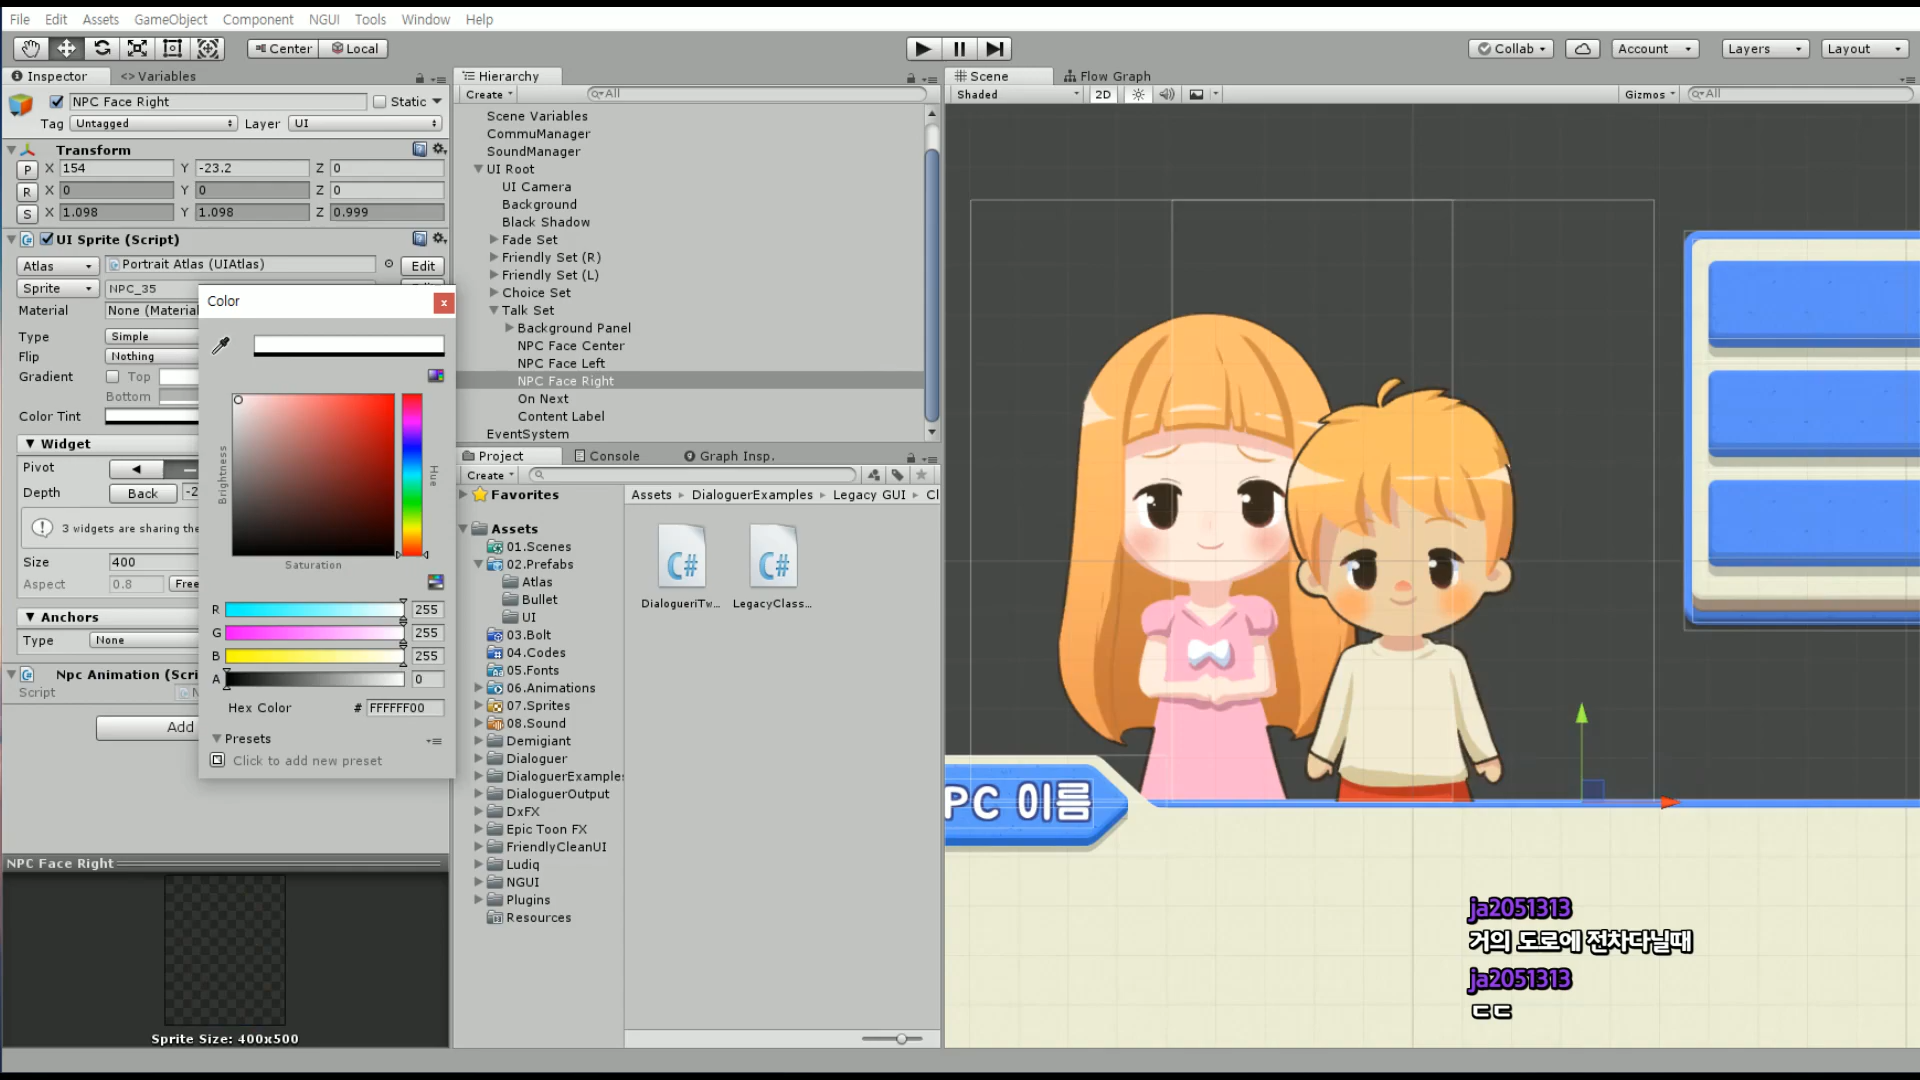 File Edit Assets GameObject Component NGUI Tools Window Help
Center Local
Collab Account Layers Layout
Inspector <> Variables
NPC Face Right Static
Tag Untagged Layer UI
Transform
P X 154 Y -23.2 Z 0
R X 0 Y 0 Z 0
S X 1.098 Y 1.098 Z 0.999
UI Sprite (Script)
Atlas Portrait Atlas (UIAtlas) Edit
Sprite NPC_35
Material None (Material
Type Simple
Flip Nothing
Gradient Top
Bottom
Color Tint
Widget
Pivot
Depth Back -2
3 widgets are sharing the
Size 400
Aspect 0.8 Free
Anchors
Type None
Npc Animation (Scri
Script
Add
Color
Brightness
Hue
Saturation
R 255
G 255
B 255
A 0
Hex Color # FFFFFF00
Presets
Click to add new preset
NPC Face Right
Sprite Size: 400x500
Hierarchy
Create All
Scene Variables
CommuManager
SoundManager
UI Root
UI Camera
Background
Black Shadow
Fade Set
Friendly Set (R)
Friendly Set (L)
Choice Set
Talk Set
Background Panel
NPC Face Center
NPC Face Left
NPC Face Right
On Next
Content Label
EventSystem
Project Console Graph Insp.
Create
Favorites
Assets
01.Scenes
02.Prefabs
Atlas
Bullet
UI
03.Bolt
04.Codes
05.Fonts
06.Animations
07.Sprites
08.Sound
Demigiant
Dialoguer
DialoguerExamples
DialoguerOutput
DxFX
Epic Toon FX
FriendlyCleanUI
Ludiq
NGUI
Plugins
Resources
Assets DialoguerExamples Legacy GUI Cl
C# C#
DialogueriTw... LegacyClass...
Scene Flow Graph
Shaded 2D Gizmos All
PC 이름
ja2051313
거의 도로에 전차다닐때
ja2051313
ㄷㄷ